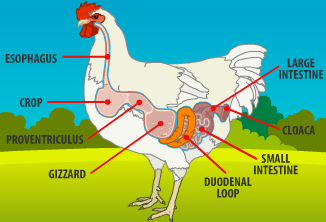 ESOPHAGUS
CROP
PROVENTRICULUS
GIZZARD
DUODENAL
LOOP
SMALL
INTESTINE
CLOACA
LARGE
INTESTINE